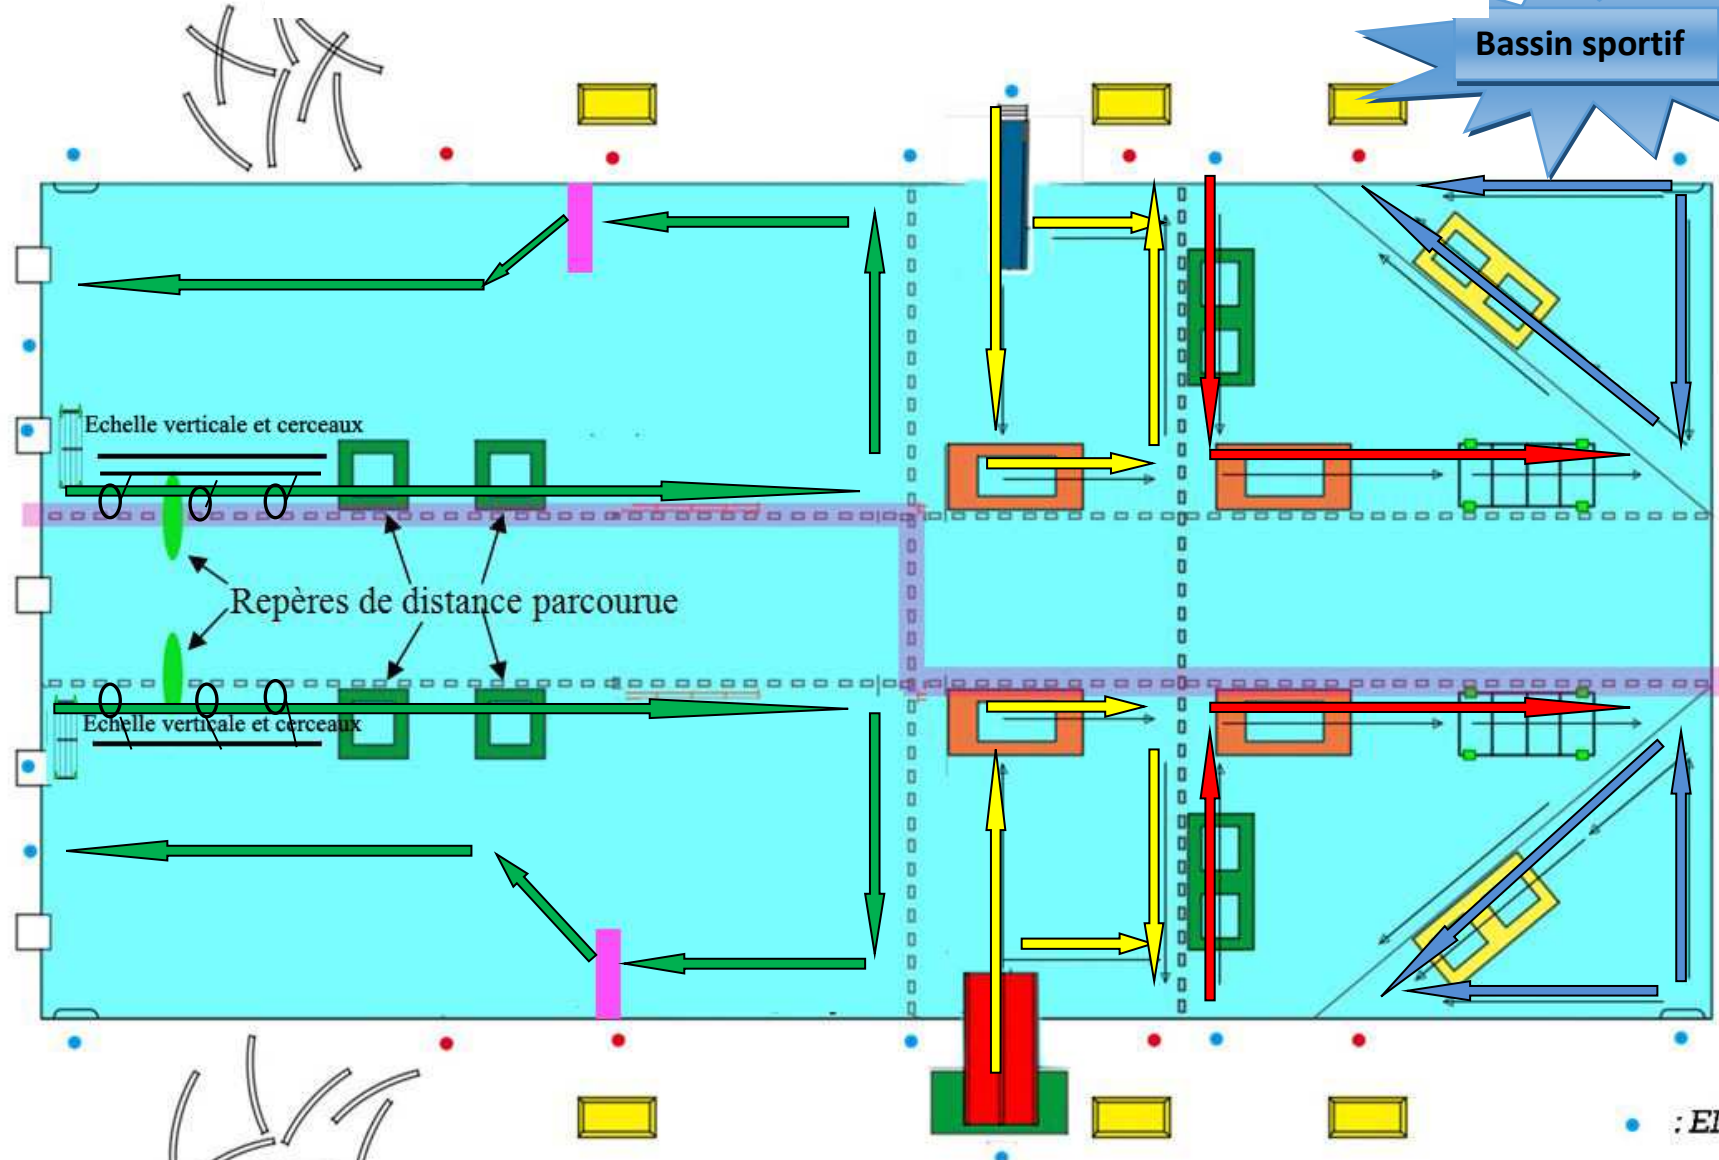 Bassin sportif
Echelle verticale et cerceaux
Repères de distance parcourue
Echelle verticale et cerceaux